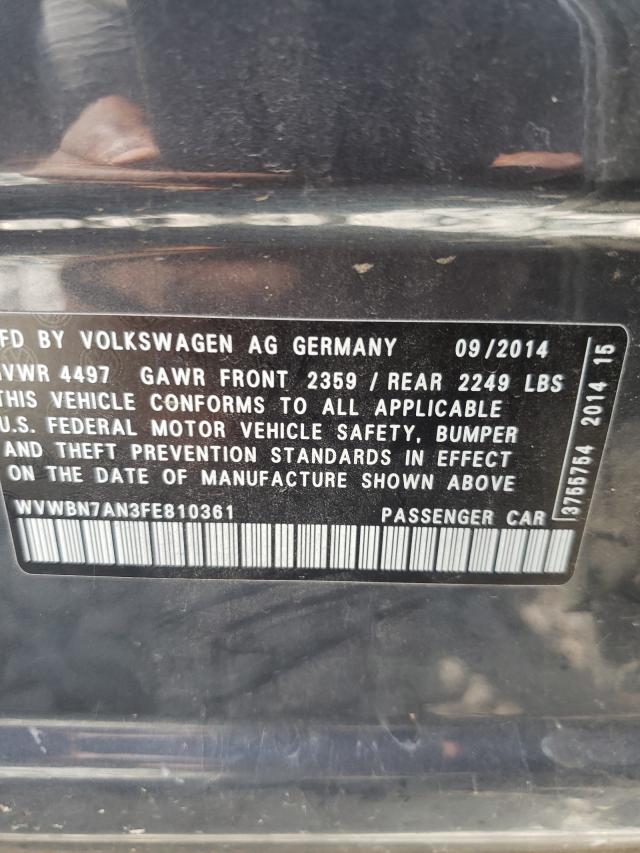 FD BY VOLKSWAGEN AG GERMANY 09/2014
VWR 4497 GAWR FRONT 2359 / REAR 2249 LBS
THIS VEHICLE CONFORMS TO ALL APPLICABLE
U.S. FEDERAL MOTOR VEHICLE SAFETY, BUMPER
AND THEFT PREVENTION STANDARDS IN EFFECT
ON THE DATE OF MANUFACTURE SHOWN ABOVE
WVWBN7AN3FE810361 PASSENGER CAR
3755754 2014 15